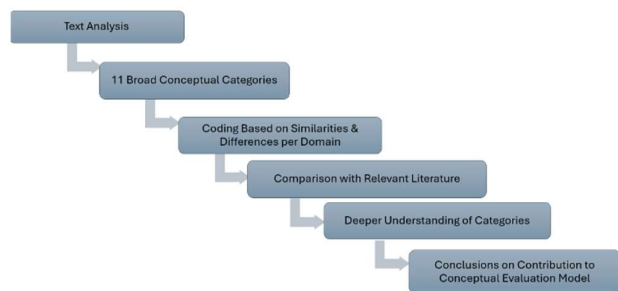 Text Analysis
11 Broad Conceptual Categories
Coding Based on Similarities &
Differences per Domain
Comparison with Relevant Literature
Deeper Understanding of Categories
Conclusions on Contribution to
Conceptual Evaluation Model